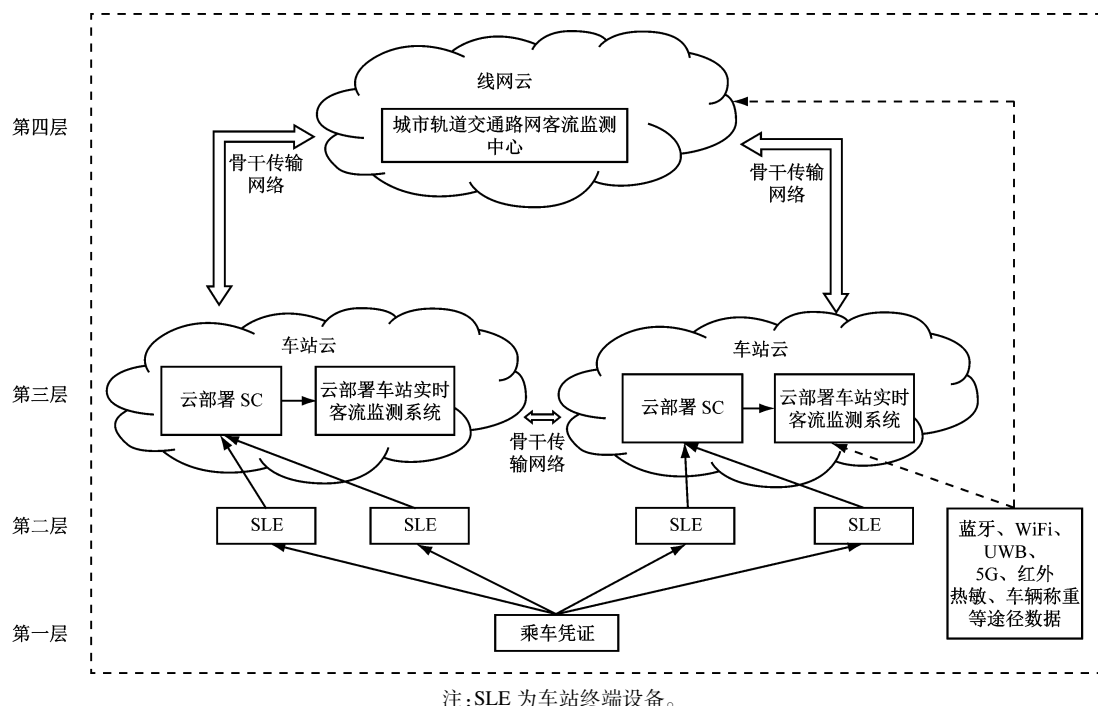 线网云
第四层
城市轨道交通路网客流监测
中心
骨干传输
网络
骨干传输
网络
车站云
车站云
第三层
云部署 SC
云部署车站实时
客流监测系统
云部署 SC
云部署车站实时
客流监测系统
骨干传
输网络
第二层
SLE
SLE
SLE
SLE
蓝牙、WiFi、
UWB、
5G、红外
热敏、车辆称重
等途径数据
第一层
乘车凭证
注:SLE 为车站终端设备。